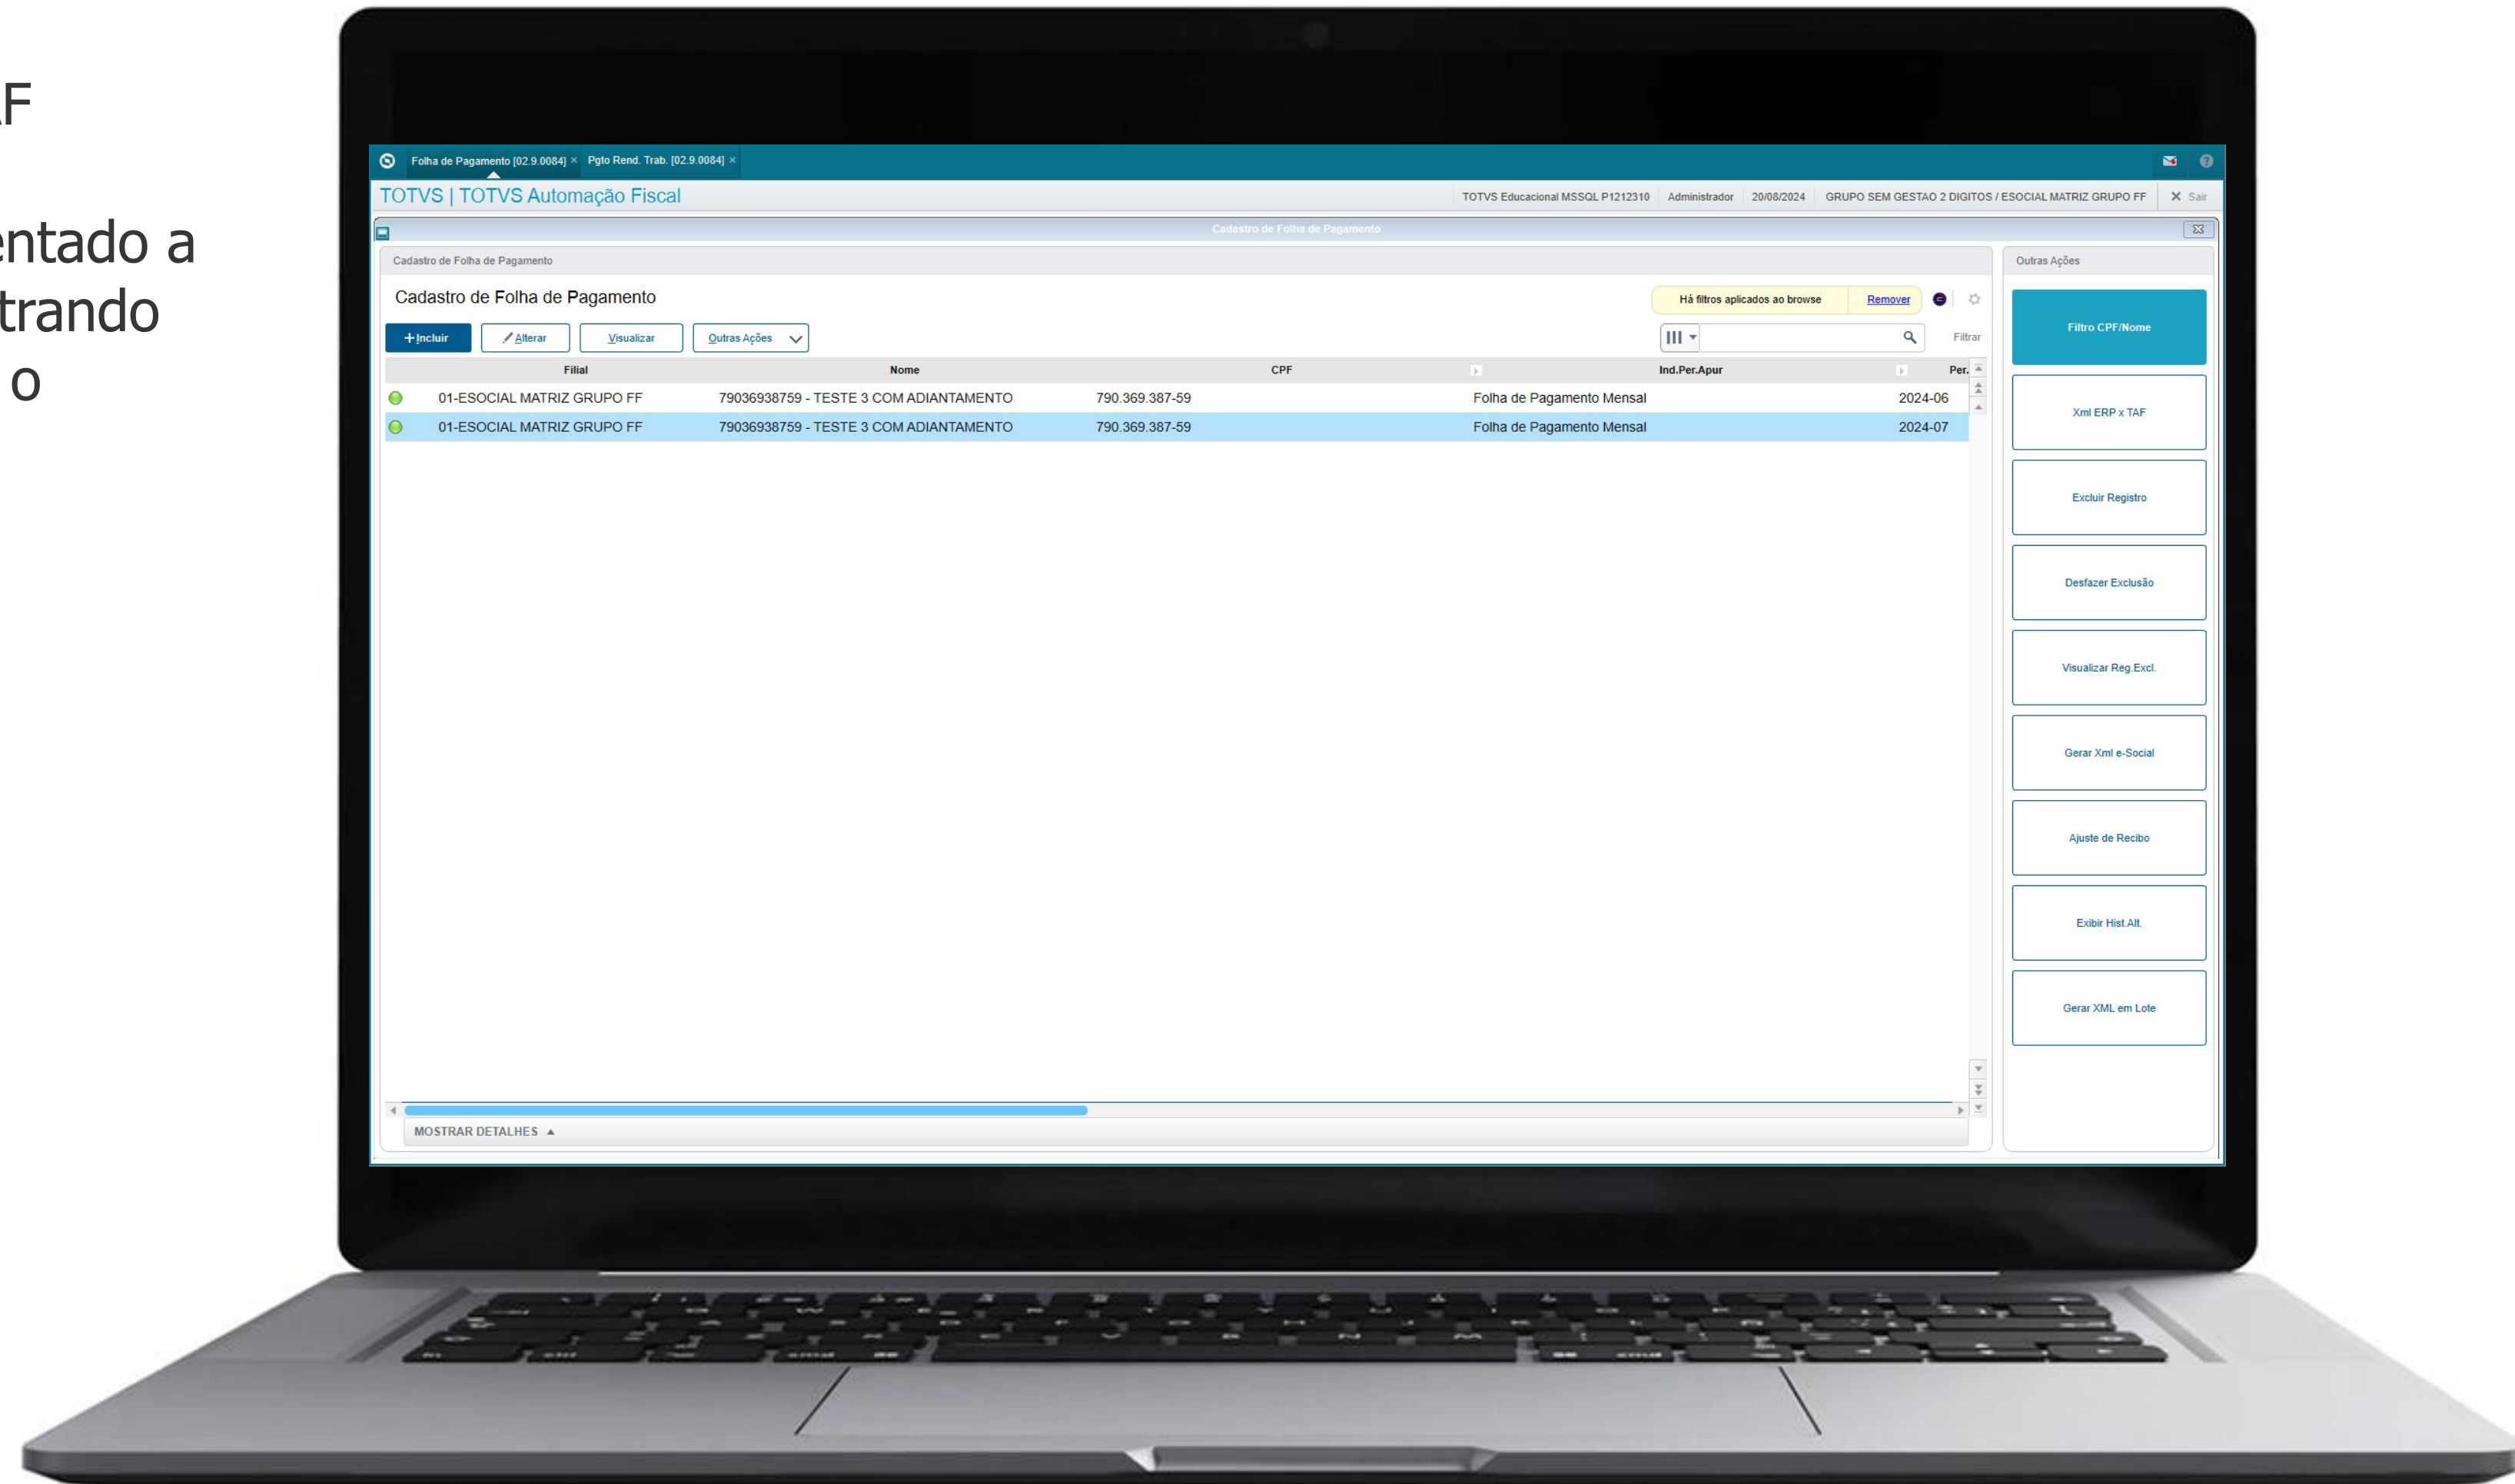 AF
entado a
trando
o
Folha de Pagamento [02.9.0084] × Pgto Rend. Trab. [02.9.0084] ×
TOTVS | TOTVS Automação Fiscal TOTVS Educacional MSSQL P1212310 Administrador 20/08/2024 GRUPO SEM GESTAO 2 DIGITOS / ESOCIAL MATRIZ GRUPO FF × Sair
Cadastro de Folha de Pagamento
Cadastro de Folha de Pagamento
Cadastro de Folha de Pagamento Há filtros aplicados ao browse Remover
+Incluir Alterar Visualizar Outras Ações Filtrar
Filial Nome CPF Ind.Per.Apur Per.
01-ESOCIAL MATRIZ GRUPO FF 79036938759 - TESTE 3 COM ADIANTAMENTO 790.369.387-59 Folha de Pagamento Mensal 2024-06
01-ESOCIAL MATRIZ GRUPO FF 79036938759 - TESTE 3 COM ADIANTAMENTO 790.369.387-59 Folha de Pagamento Mensal 2024-07
MOSTRAR DETALHES
Outras Ações
Filtro CPF/Nome
Xml ERP x TAF
Excluir Registro
Desfazer Exclusão
Visualizar Reg.Excl.
Gerar Xml e-Social
Ajuste de Recibo
Exibir Hist.Alt.
Gerar XML em Lote